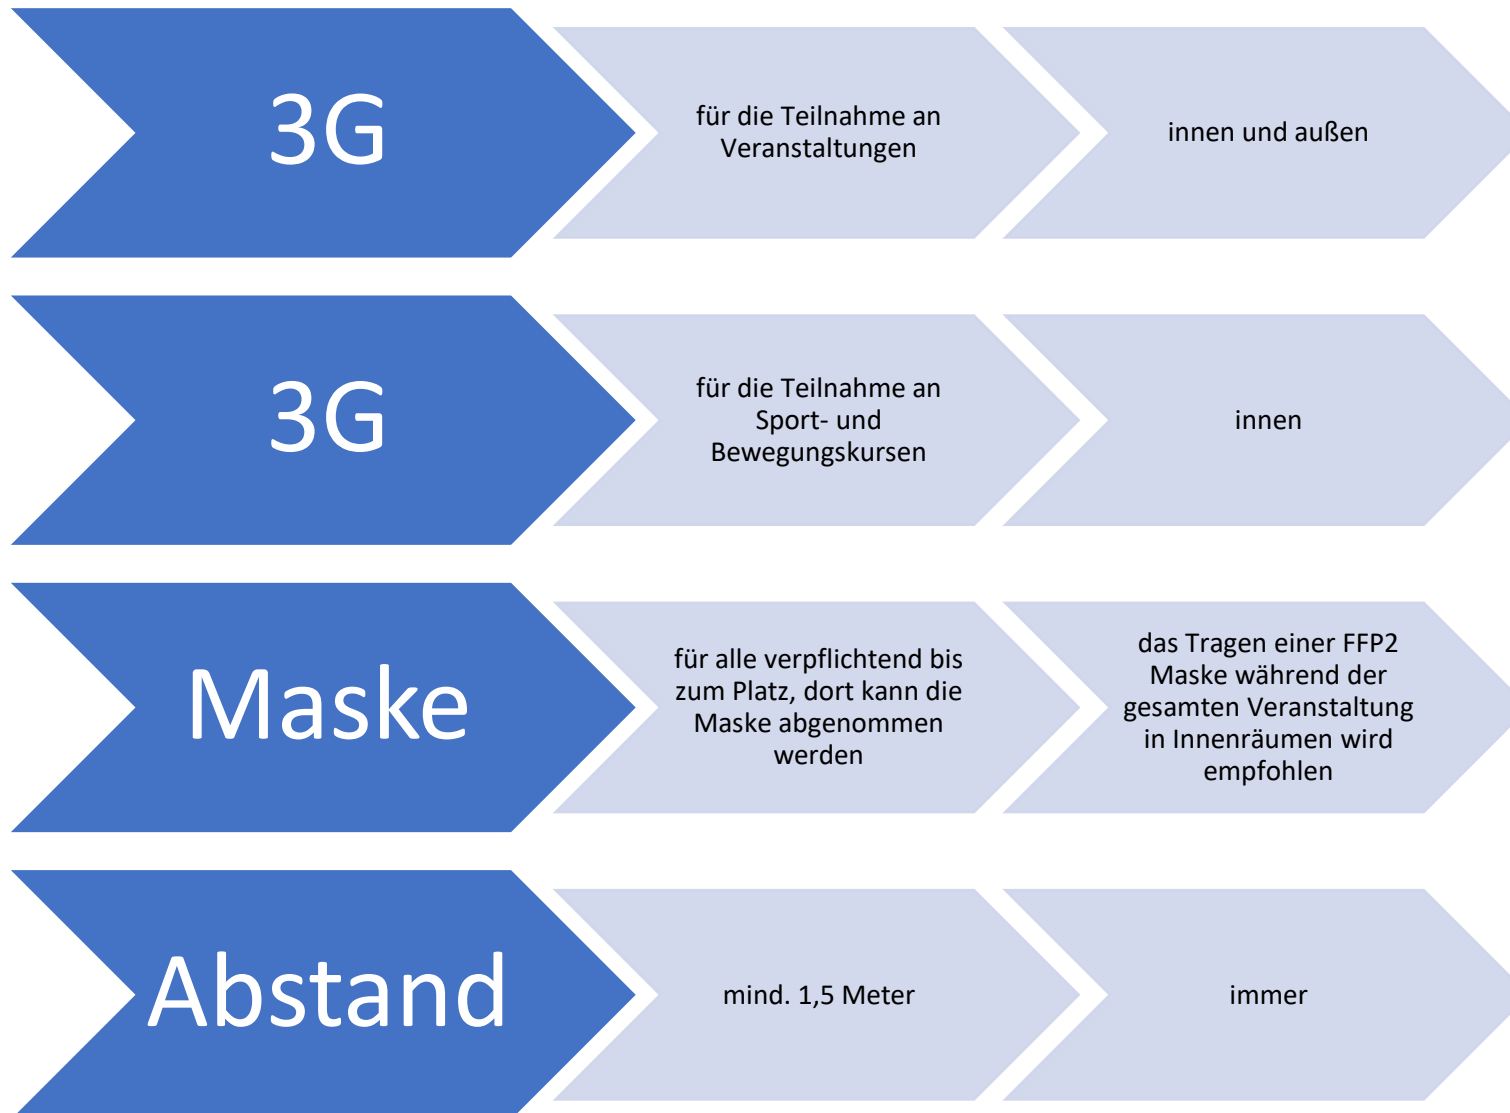 3G
für die Teilnahme an
Veranstaltungen
innen und außen
3G
für die Teilnahme an
Sport- und
Bewegungskursen
innen
Maske
für alle verpflichtend bis
zum Platz, dort kann die
Maske abgenommen
werden
das Tragen einer FFP2
Maske während der
gesamten Veranstaltung
in Innenräumen wird
empfohlen
Abstand
mind. 1,5 Meter
immer